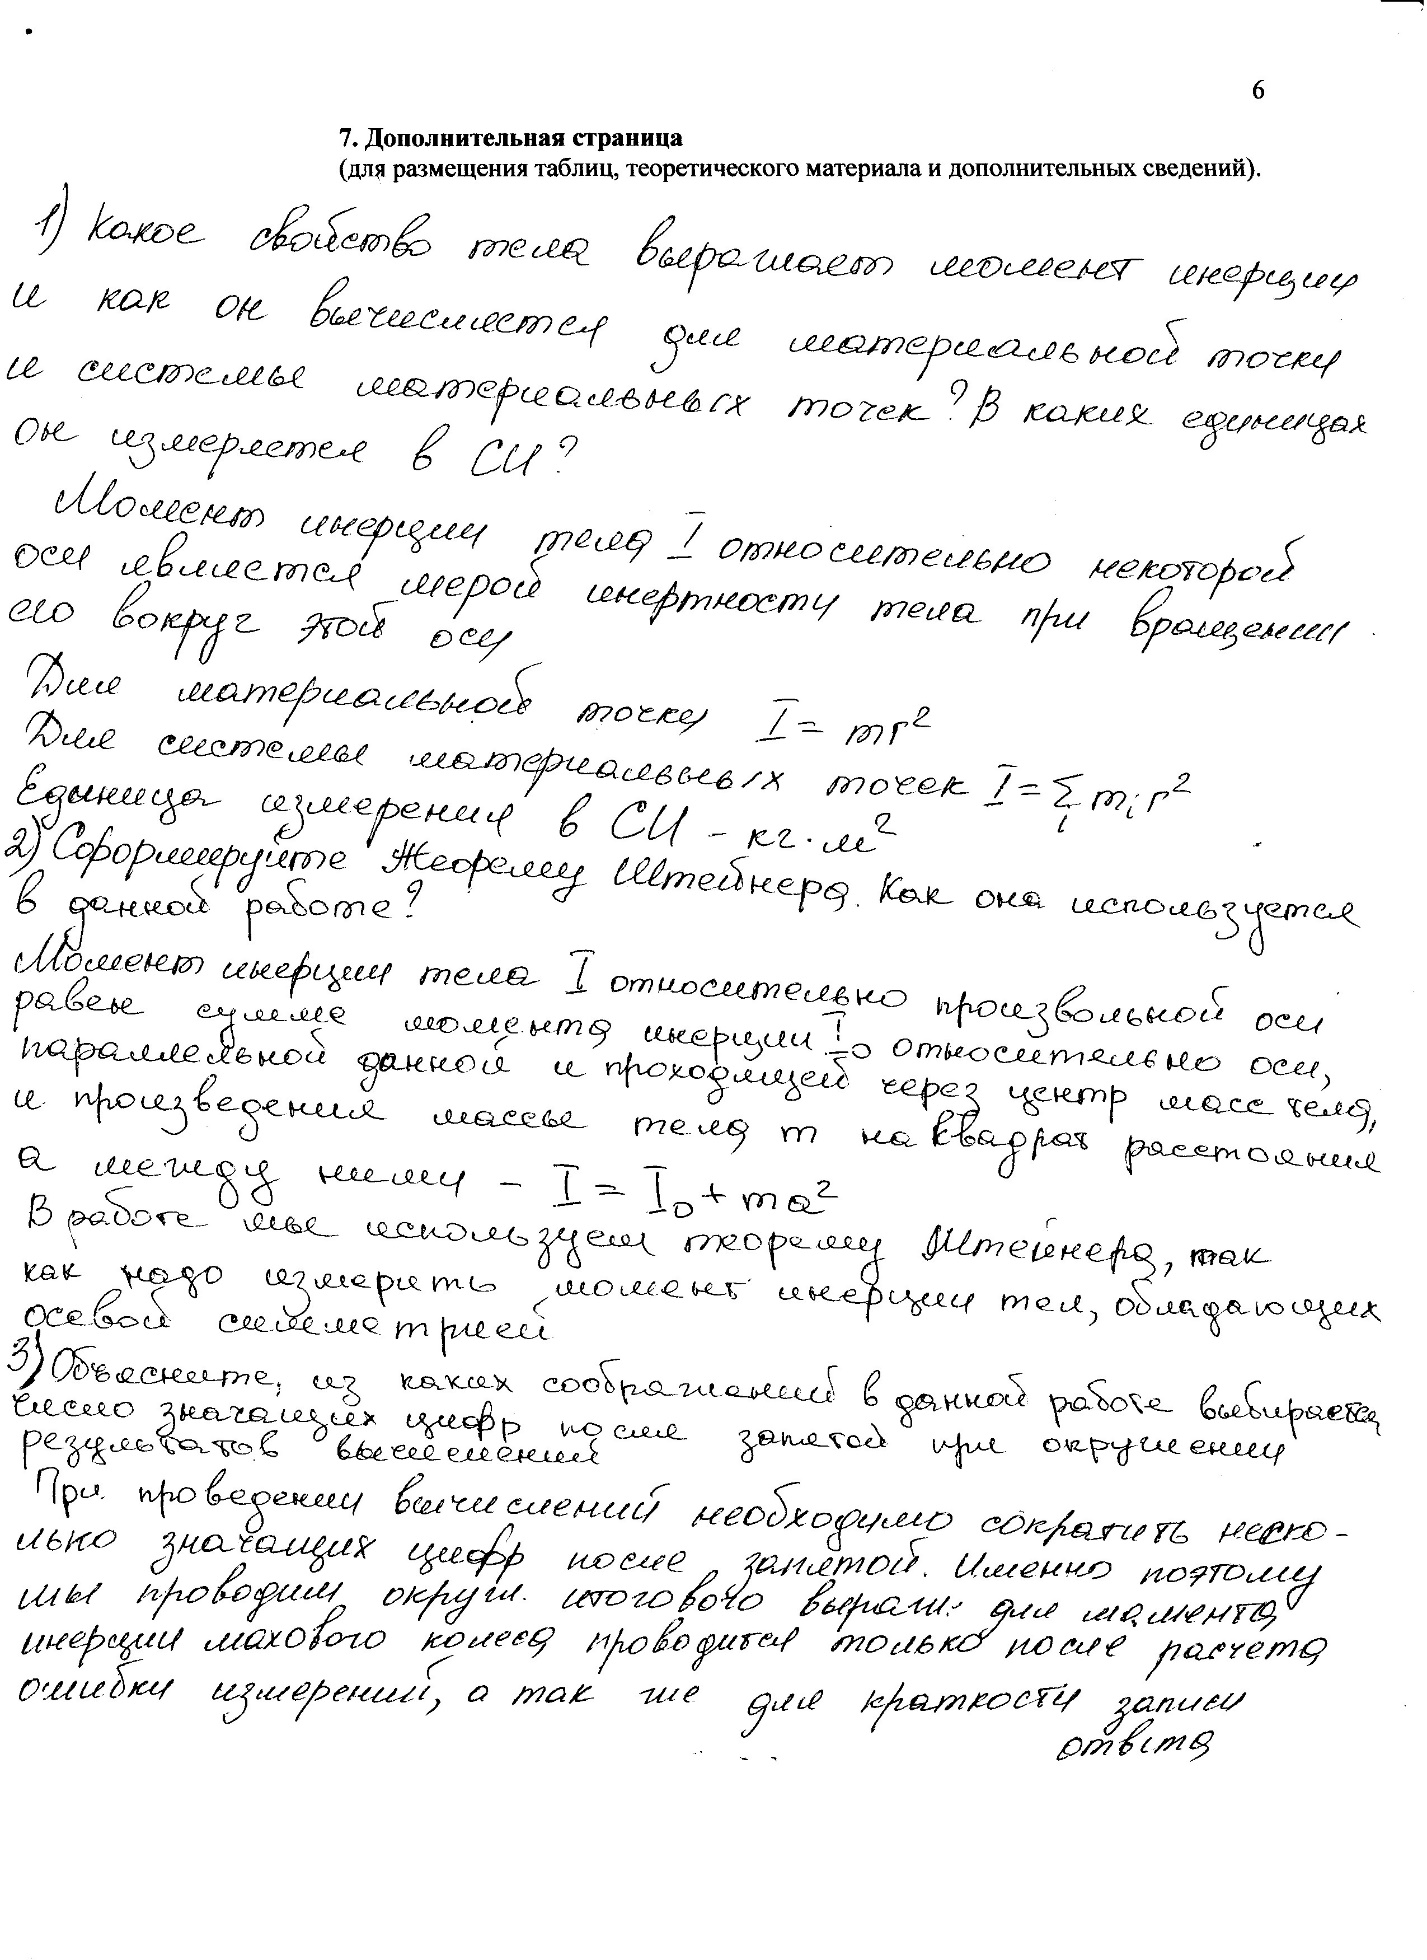 6
7. Дополнительная страница
(для размещения таблиц, теоретического материала и дополнительных сведений).
1) Какое свойство тела выражает момент инерции
и как он вычисляется для материальной точки
и системы материальных точек? В каких единицах
он измеряется в СИ?
Момент инерции тела I относительно некоторой
оси является мерой инертности тела при вращении
его вокруг этой оси
Для материальной точки I = mr²
Для системы материальных точек I = Σ_i m_i r²
Единица измерения в СИ – кг·м²
2) Сформируйте теорему Штейнера. Как она используется
в данной работе?
Момент инерции тела I относительно произвольной оси
равен сумме момента инерции I₀ относительно оси,
параллельной данной и проходящей через центр масс тела,
и произведения массы тела m на квадрат расстояния
a между ними – I = I₀ + ma²
В работе мы используем теорему Штейнера, так
как надо измерить момент инерции тел, обладающих
осевой симметрией
3) Объясните, из каких соображений в данной работе выбирается
число значащих цифр после запятой при округлении
результатов вычислений
При проведении вычислений необходимо сократить неско-
лько значащих цифр после запятой. Именно поэтому
мы проводим округл. итогового выраж. для момента
инерции махового колеса проводится только после расчета
ошибки измерений, а так же для краткости записи
ответа